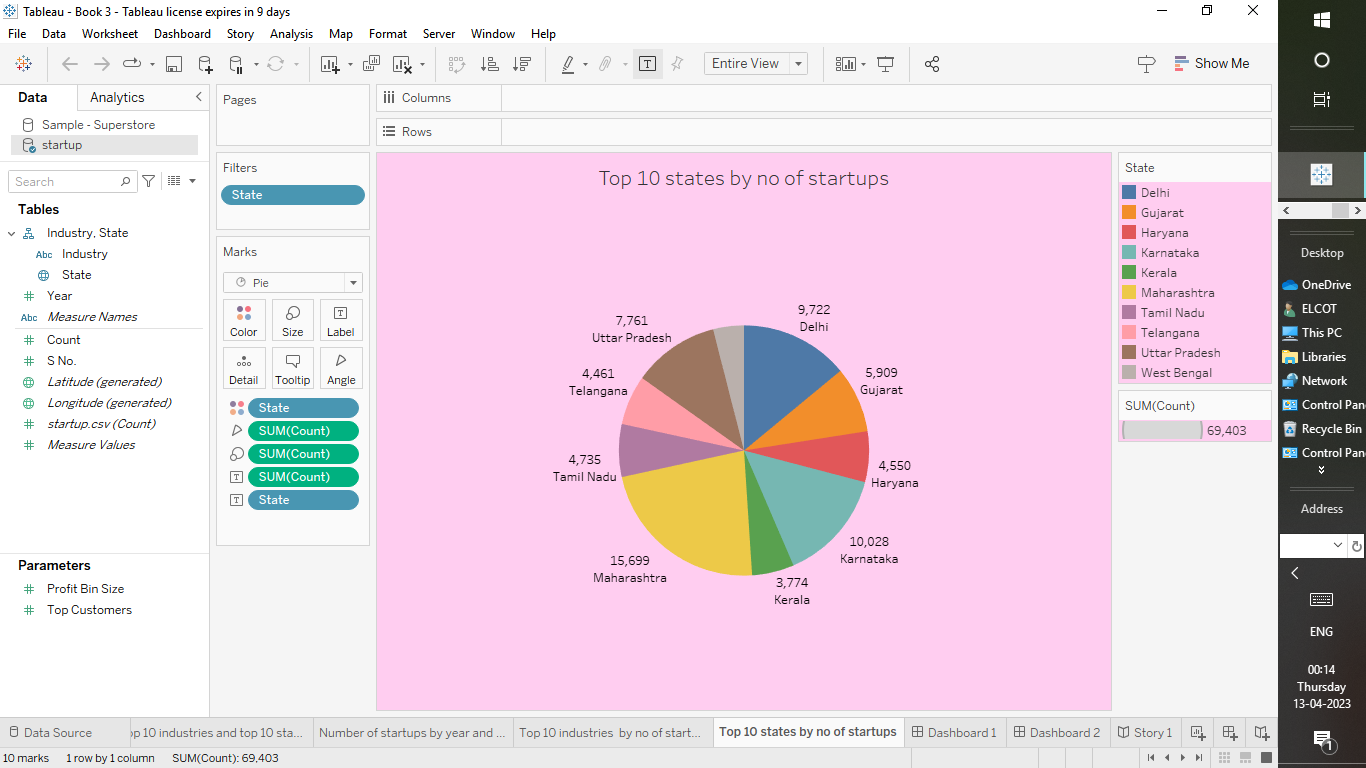 Tableau - Book 3 - Tableau license expires in 9 days
File Data Worksheet Dashboard Story Analysis Map Format Server Window Help
Entire View
Show Me
Data Analytics
Sample - Superstore
startup
Search
Tables
Industry, State
Abc Industry
State
Year
Abc Measure Names
Count
S No.
Latitude (generated)
Longitude (generated)
startup.csv (Count)
Measure Values
Parameters
Profit Bin Size
Top Customers
Pages
Filters
State
Marks
Pie
Color Size Label
Detail Tooltip Angle
State
SUM(Count)
SUM(Count)
SUM(Count)
State
Columns
Rows
Top 10 states by no of startups
9,722
Delhi
5,909
Gujarat
4,550
Haryana
10,028
Karnataka
3,774
Kerala
15,699
Maharashtra
4,735
Tamil Nadu
4,461
Telangana
7,761
Uttar Pradesh
State
Delhi
Gujarat
Haryana
Karnataka
Kerala
Maharashtra
Tamil Nadu
Telangana
Uttar Pradesh
West Bengal
SUM(Count)
69,403
Data Source
op 10 industries and top 10 sta...
Number of startups by year and ...
Top 10 industries by no of start...
Top 10 states by no of startups
Dashboard 1
Dashboard 2
Story 1
10 marks 1 row by 1 column SUM(Count): 69,403
Desktop
OneDrive
ELCOT
This PC
Libraries
Network
Control Pan
Recycle Bin
Control Pan
Address
ENG
00:14
Thursday
13-04-2023
1